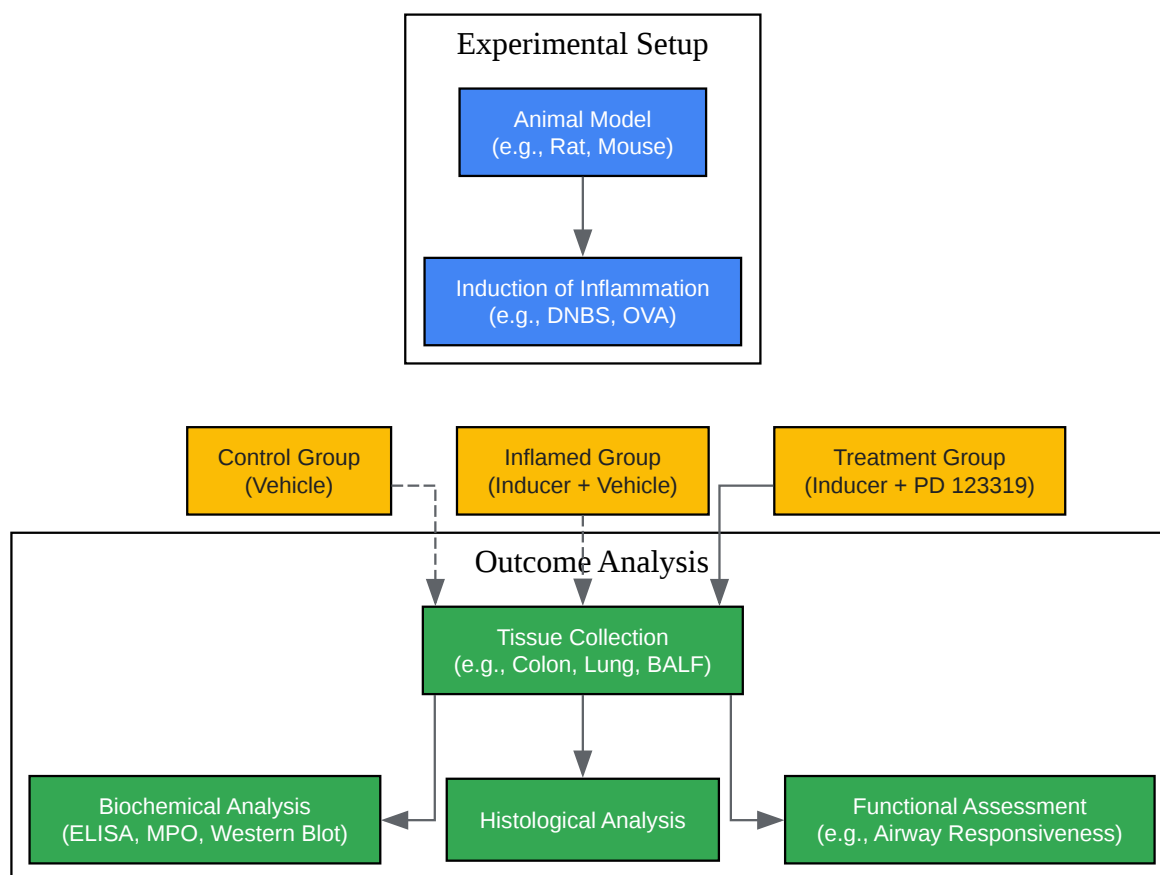 Experimental Setup
Animal Model
(e.g., Rat, Mouse)
Induction of Inflammation
(e.g., DNBS, OVA)
Control Group
(Vehicle)
Inflamed Group
(Inducer + Vehicle)
Treatment Group
(Inducer + PD 123319)
Outcome Analysis
Tissue Collection
(e.g., Colon, Lung, BALF)
Biochemical Analysis
(ELISA, MPO, Western Blot)
Histological Analysis
Functional Assessment
(e.g., Airway Responsiveness)